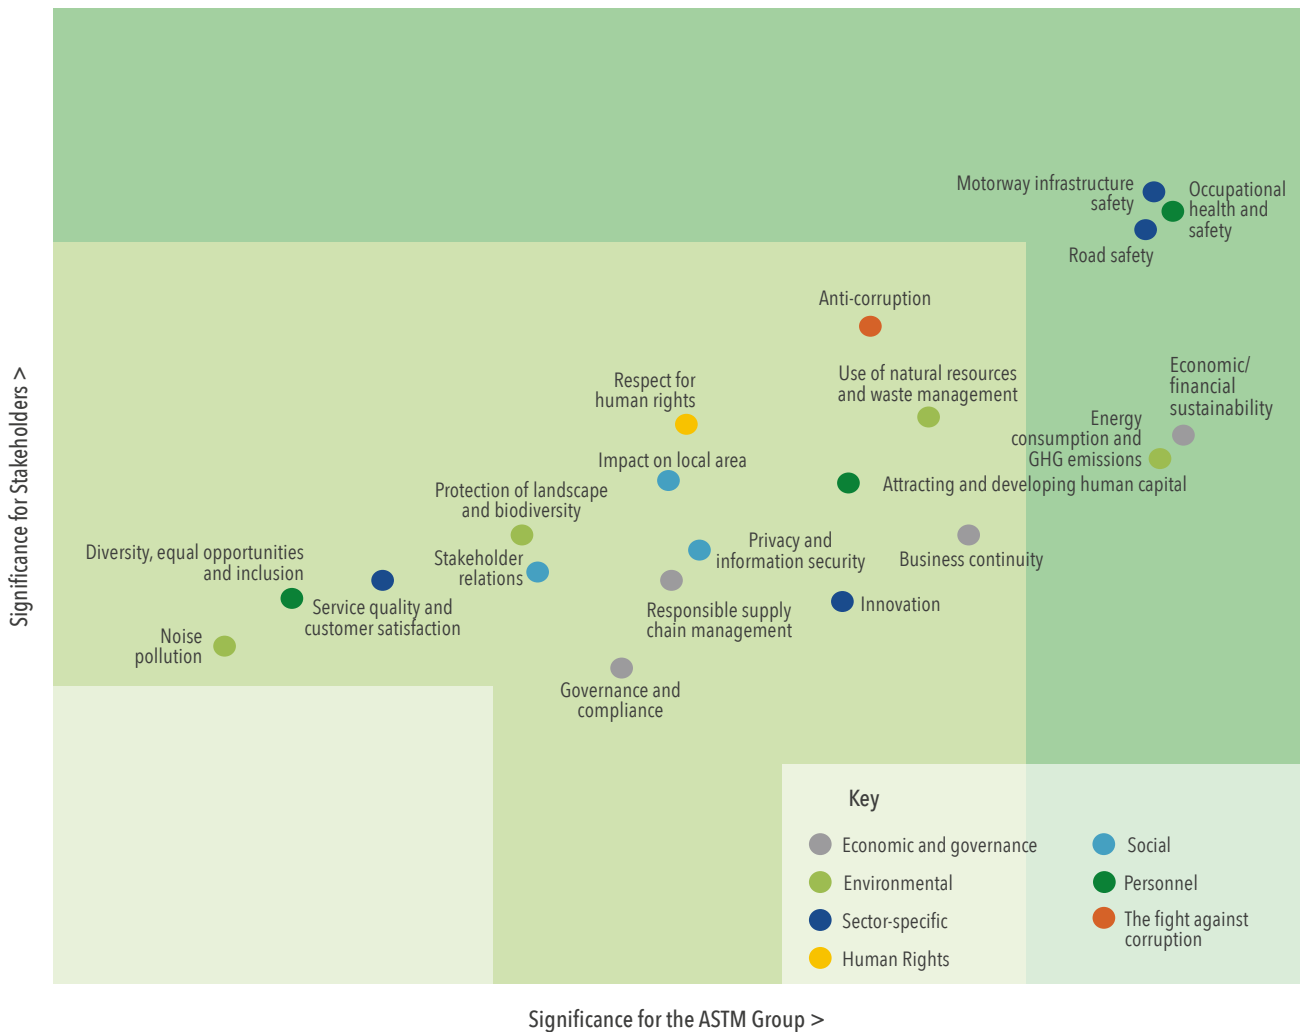 Motorway infrastructure
safety
Occupational
health and
safety
Road safety
Anti-corruption
Economic/
financial
sustainability
Use of natural resources
and waste management
Respect for
human rights
Energy
consumption and
GHG emissions
Impact on local area
Attracting and developing human capital
Protection of landscape
and biodiversity
Privacy and
information security
Business continuity
Diversity, equal opportunities
and inclusion
Stakeholder
relations
Service quality and
customer satisfaction
Responsible supply
chain management
Innovation
Noise
pollution
Governance and
compliance
Significance for Stakeholders >
Key
Economic and governance
Environmental
Sector-specific
Human Rights
Social
Personnel
The fight against
corruption
Significance for the ASTM Group >